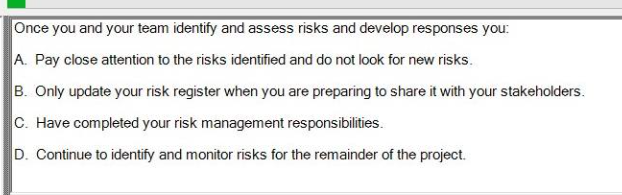 Once you and your team identify and assess risks and develop responses you:
A. Pay close attention to the risks identified and do not look for new risks.
B. Only update your risk register when you are preparing to share it with your stakeholders.
C. Have completed your risk management responsibilities.
D. Continue to identify and monitor risks for the remainder of the project.